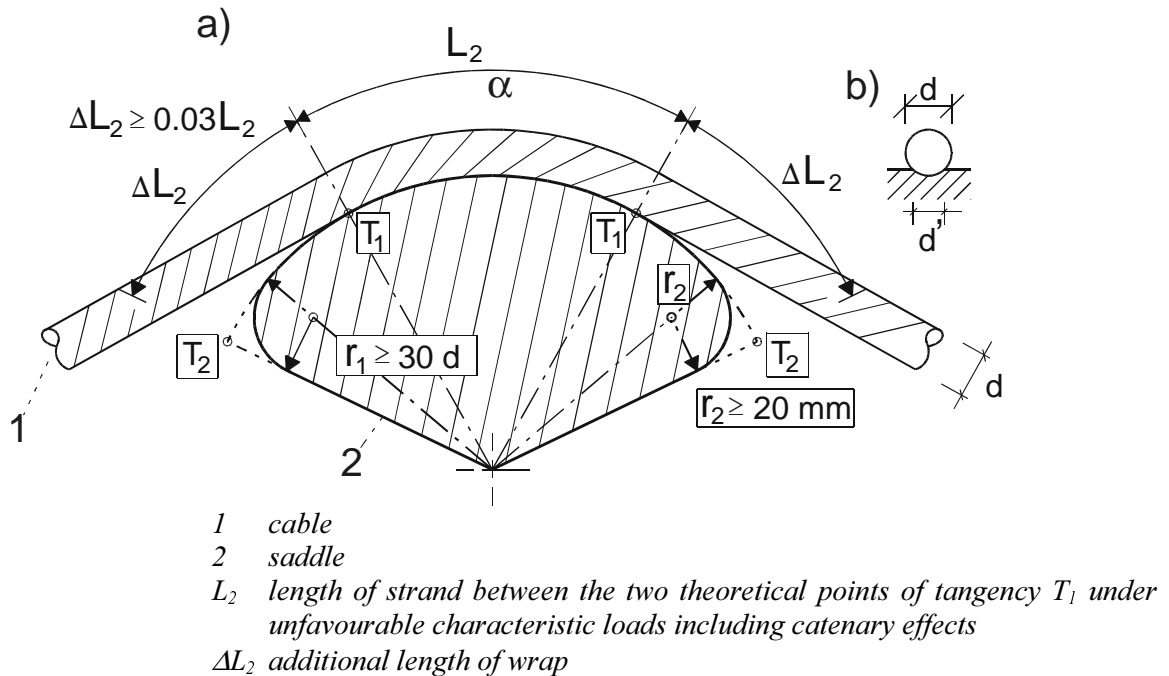 a)
L₂
α
b)
d
ΔL₂ ≥ 0.03L₂
ΔL₂
ΔL₂
d'
T₁
T₁
r₂
T₂
r₁ ≥ 30 d
T₂
d
r₂ ≥ 20 mm
1
2
1 cable
2 saddle
L₂ length of strand between the two theoretical points of tangency T₁ under
unfavourable characteristic loads including catenary effects
ΔL₂ additional length of wrap